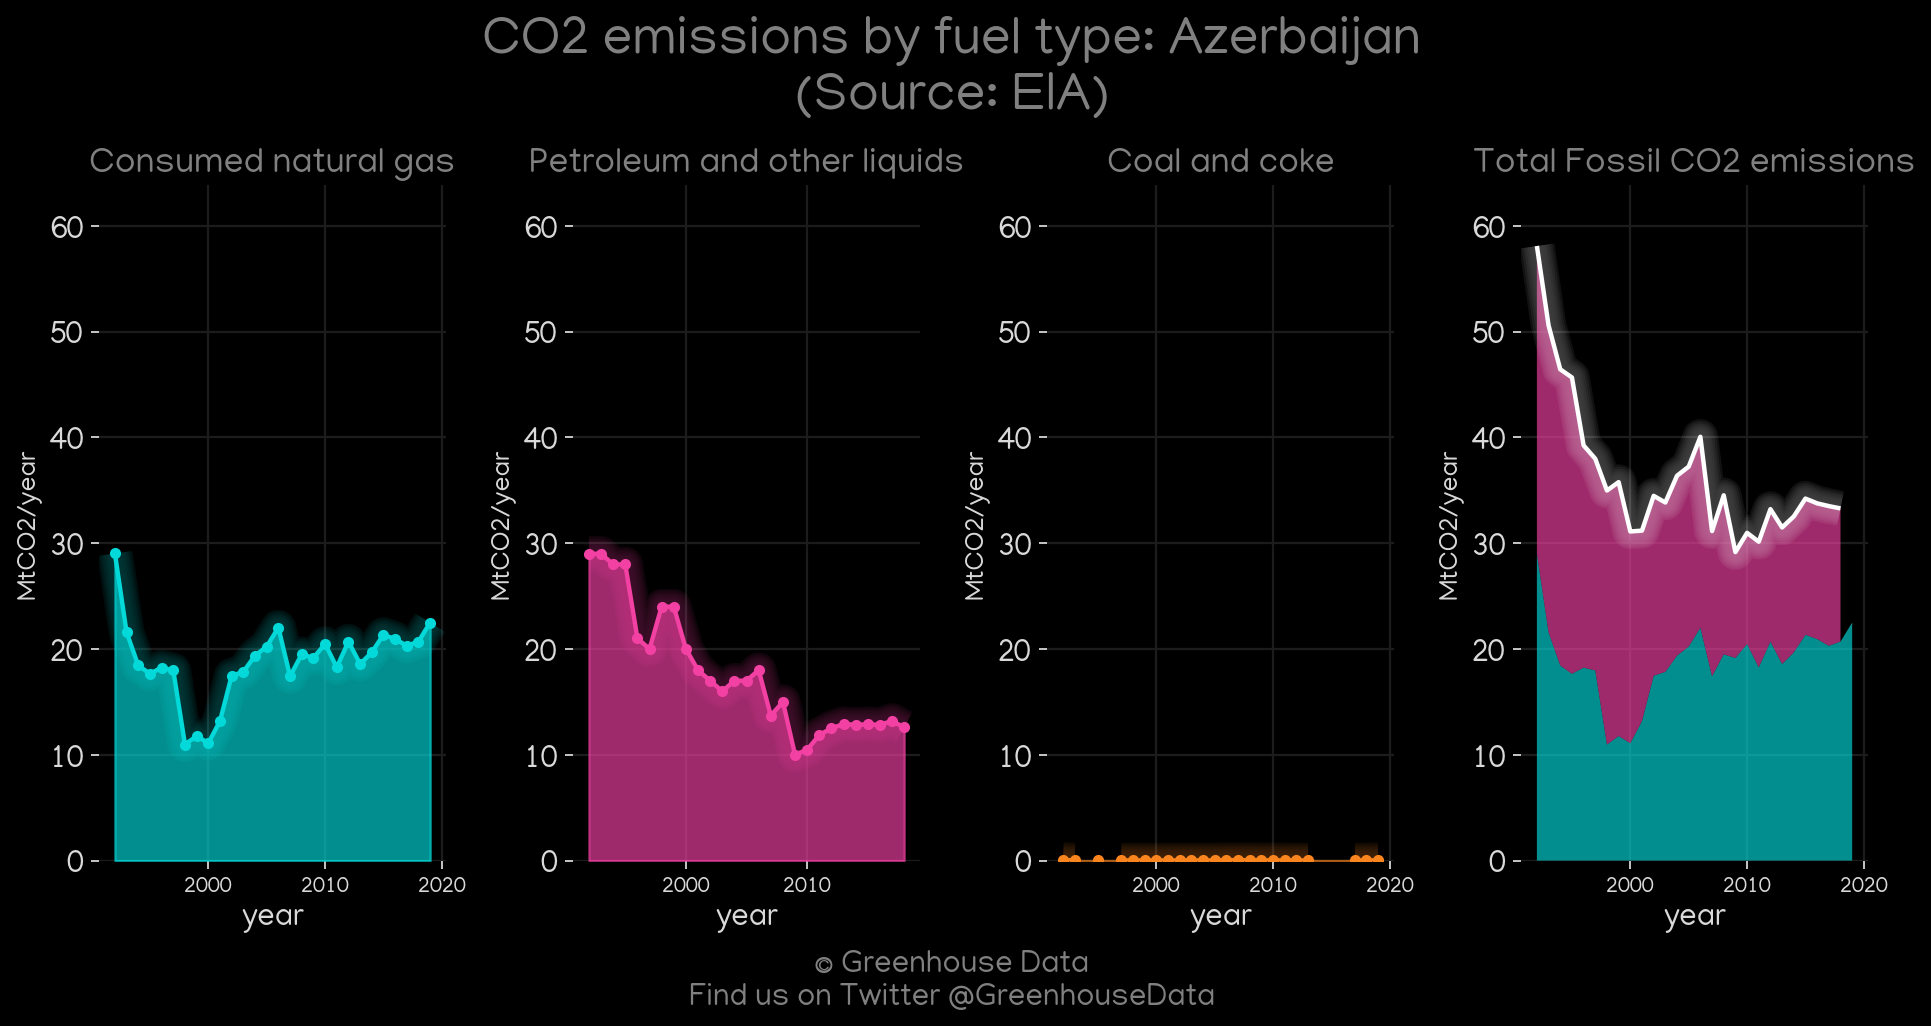 CO2 emissions by fuel type: Azerbaijan
(Source: EIA)
Consumed natural gas
Petroleum and other liquids
Coal and coke
Total Fossil CO2 emissions
MtCO2/year
60
50
40
30
20
10
0
2000 2010 2020
year
MtCO2/year
60
50
40
30
20
10
0
2000 2010
year
MtCO2/year
60
50
40
30
20
10
0
2000 2010 2020
year
MtCO2/year
60
50
40
30
20
10
0
2000 2010 2020
year
© Greenhouse Data
Find us on Twitter @GreenhouseData